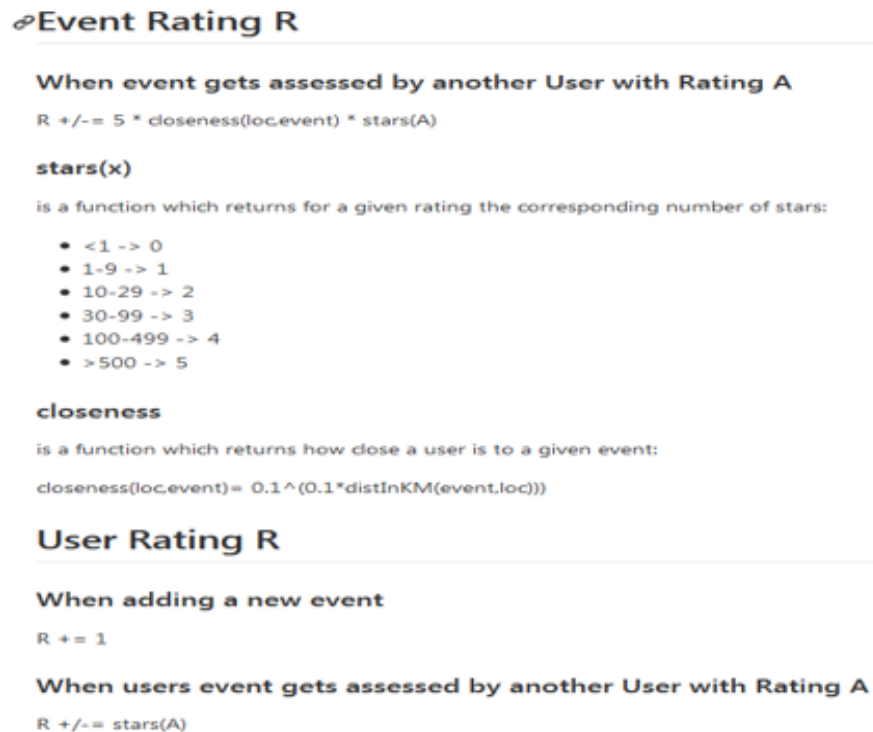 Event Rating R
When event gets assessed by another User with Rating A
R +/-= 5 * closeness(loc,event) * stars(A)
stars(x)
is a function which returns for a given rating the corresponding number of stars:
• <1 -> 0
• 1-9 -> 1
• 10-29 -> 2
• 30-99 -> 3
• 100-499 -> 4
• >500 -> 5
closeness
is a function which returns how close a user is to a given event:
closeness(loc,event)= 0.1^(0.1*distInKM(event,loc)))
User Rating R
When adding a new event
R += 1
When users event gets assessed by another User with Rating A
R +/-= stars(A)